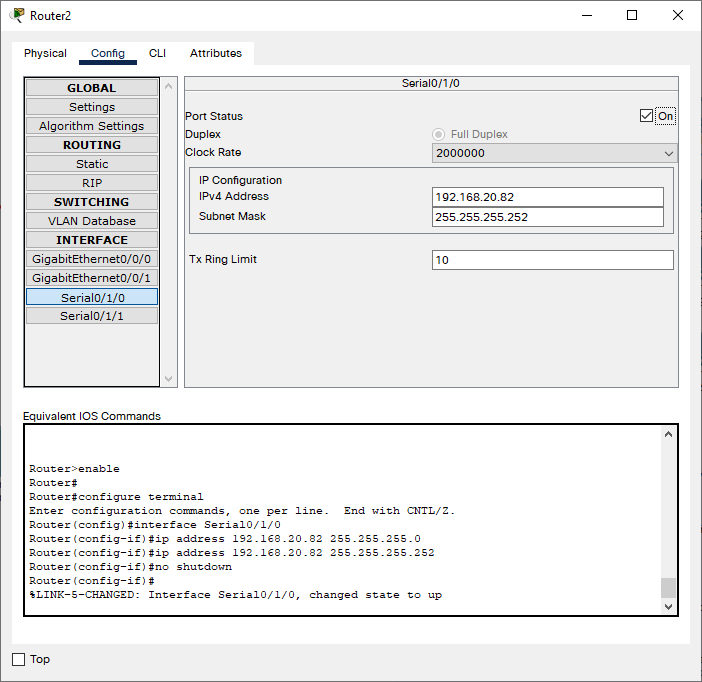 Router2
Physical Config CLI Attributes
GLOBAL
Settings
Algorithm Settings
ROUTING
Static
RIP
SWITCHING
VLAN Database
INTERFACE
GigabitEthernet0/0/0
GigabitEthernet0/0/1
Serial0/1/0
Serial0/1/1
Serial0/1/0
Port Status On
Duplex Full Duplex
Clock Rate 2000000
IP Configuration
IPv4 Address 192.168.20.82
Subnet Mask 255.255.255.252
Tx Ring Limit 10
Equivalent IOS Commands
Router>enable
Router#
Router#configure terminal
Enter configuration commands, one per line.  End with CNTL/Z.
Router(config)#interface Serial0/1/0
Router(config-if)#ip address 192.168.20.82 255.255.255.0
Router(config-if)#ip address 192.168.20.82 255.255.255.252
Router(config-if)#no shutdown
Router(config-if)#
%LINK-5-CHANGED: Interface Serial0/1/0, changed state to up
Top